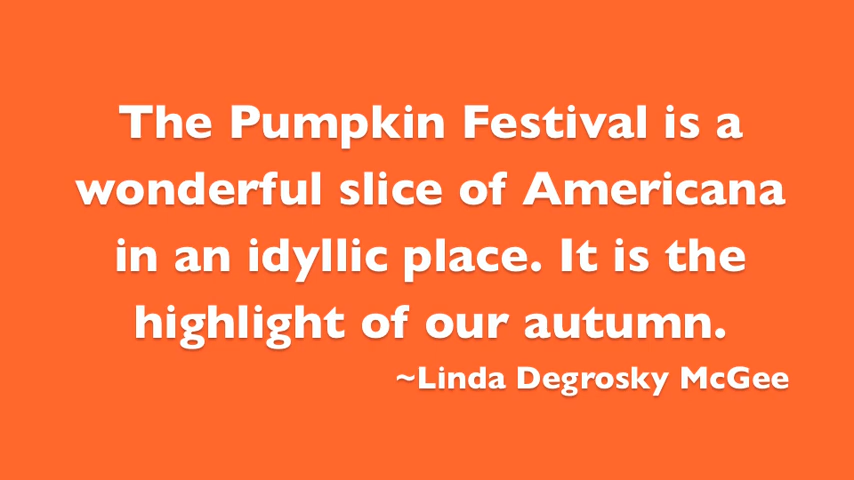 The Pumpkin Festival is a
wonderful slice of Americana
in an idyllic place. It is the
highlight of our autumn.
~Linda Degrosky McGee